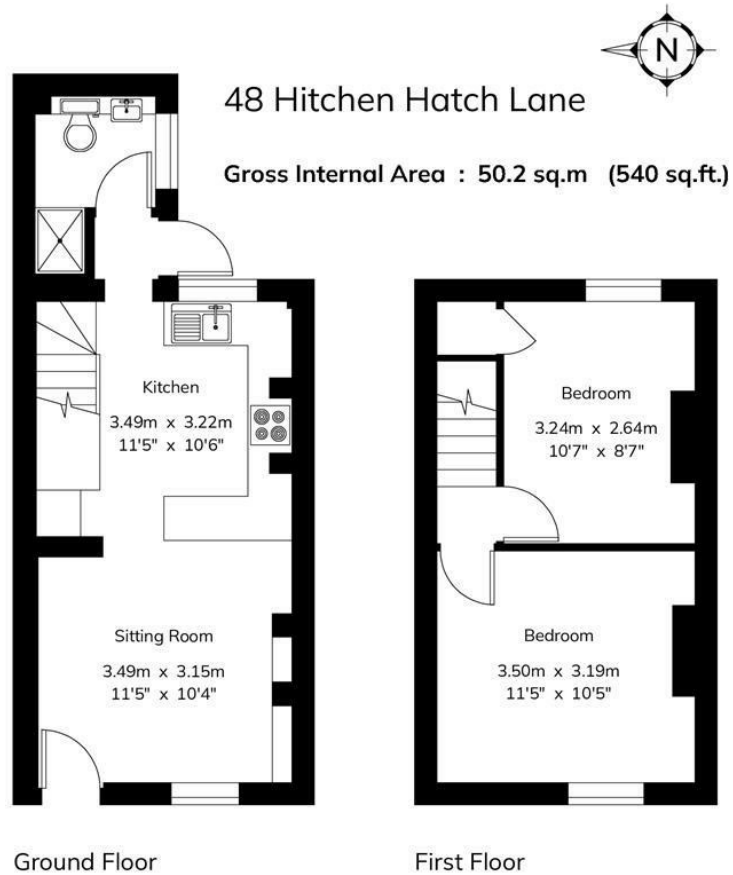 N
48 Hitchen Hatch Lane
Gross Internal Area : 50.2 sq.m (540 sq.ft.)
Kitchen
3.49m x 3.22m
11'5" x 10'6"
Sitting Room
3.49m x 3.15m
11'5" x 10'4"
Bedroom
3.24m x 2.64m
10'7" x 8'7"
Bedroom
3.50m x 3.19m
11'5" x 10'5"
Ground Floor
First Floor